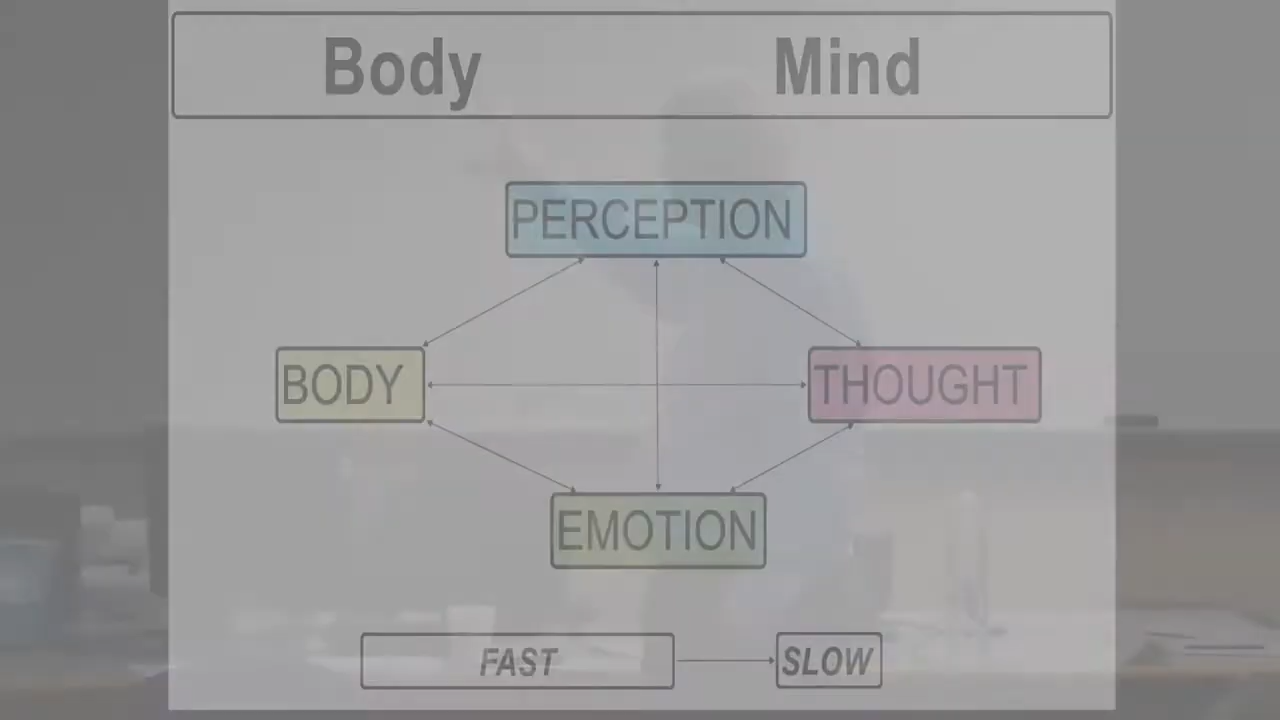 Body Mind
PERCEPTION
BODY THOUGHT
EMOTION
FAST SLOW